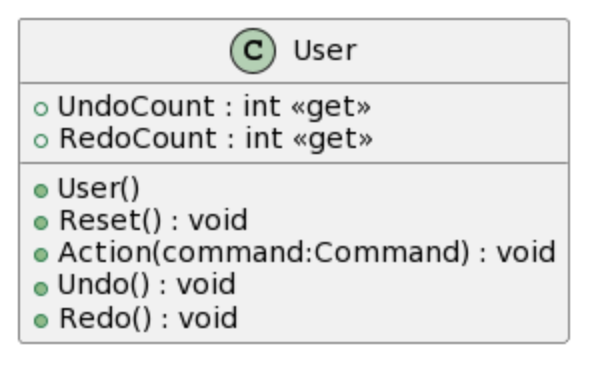 C User
UndoCount : int «get»
RedoCount : int «get»
User()
Reset() : void
Action(command:Command) : void
Undo() : void
Redo() : void